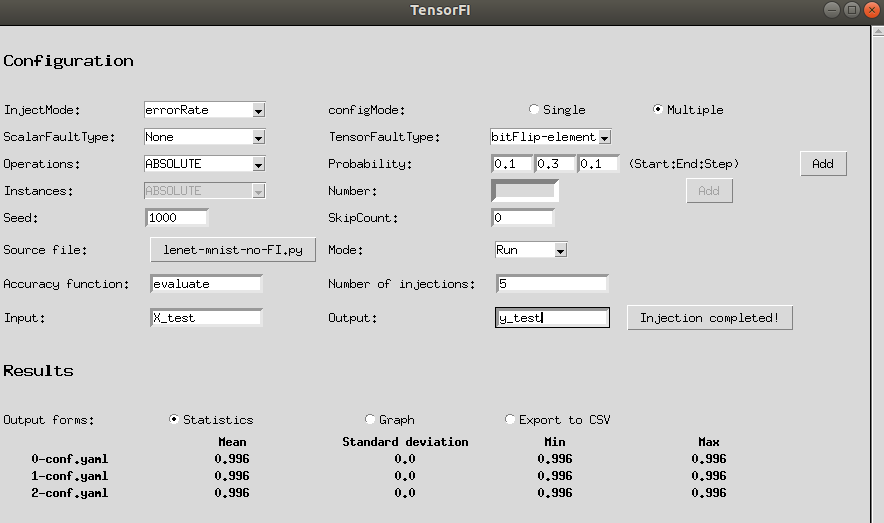 TensorFI
Configuration
InjectMode: errorRate configMode: Single Multiple
ScalarFaultType: None TensorFaultType: bitFlip-element
Operations: ABSOLUTE Probability: 0.1 0.3 0.1 (Start:End:Step) Add
Instances: ABSOLUTE Number: Add
Seed: 1000 SkipCount: 0
Source file: lenet-mnist-no-FI.py Mode: Run
Accuracy function: evaluate Number of injections: 5
Input: X_test Output: y_test Injection completed!
Results
Output forms: Statistics Graph Export to CSV
Mean Standard deviation Min Max
0-conf.yaml 0.996 0.0 0.996 0.996
1-conf.yaml 0.996 0.0 0.996 0.996
2-conf.yaml 0.996 0.0 0.996 0.996